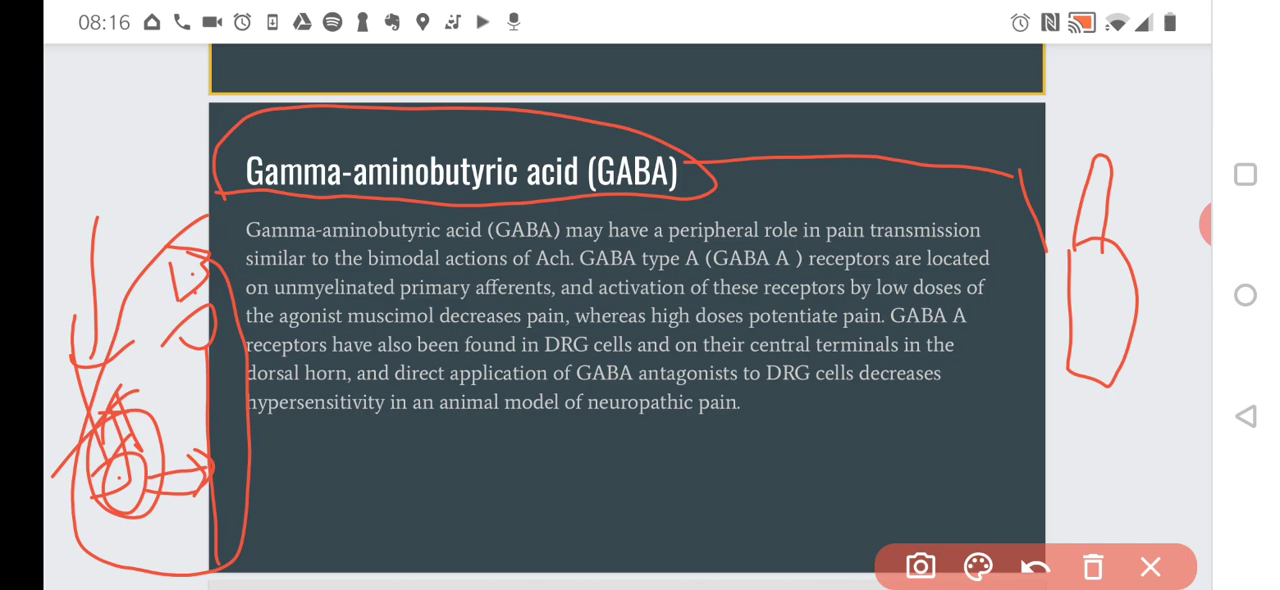 08:16
Gamma-aminobutyric acid (GABA)
Gamma-aminobutyric acid (GABA) may have a peripheral role in pain transmission
similar to the bimodal actions of Ach. GABA type A (GABA A ) receptors are located
on unmyelinated primary afferents, and activation of these receptors by low doses of
the agonist muscimol decreases pain, whereas high doses potentiate pain. GABA A
receptors have also been found in DRG cells and on their central terminals in the
dorsal horn, and direct application of GABA antagonists to DRG cells decreases
hypersensitivity in an animal model of neuropathic pain.